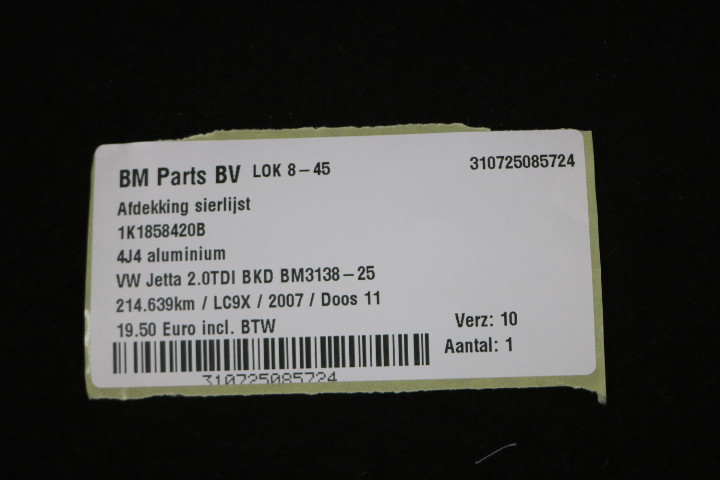 BM Parts BV LOK 8-45 310725085724
Afdekking sierlijst
1K1858420B
4J4 aluminium
VW Jetta 2.0TDI BKD BM3138-25
214.639km / LC9X / 2007 / Doos 11
19.50 Euro incl. BTW
Verz: 10
Aantal: 1
310725085724